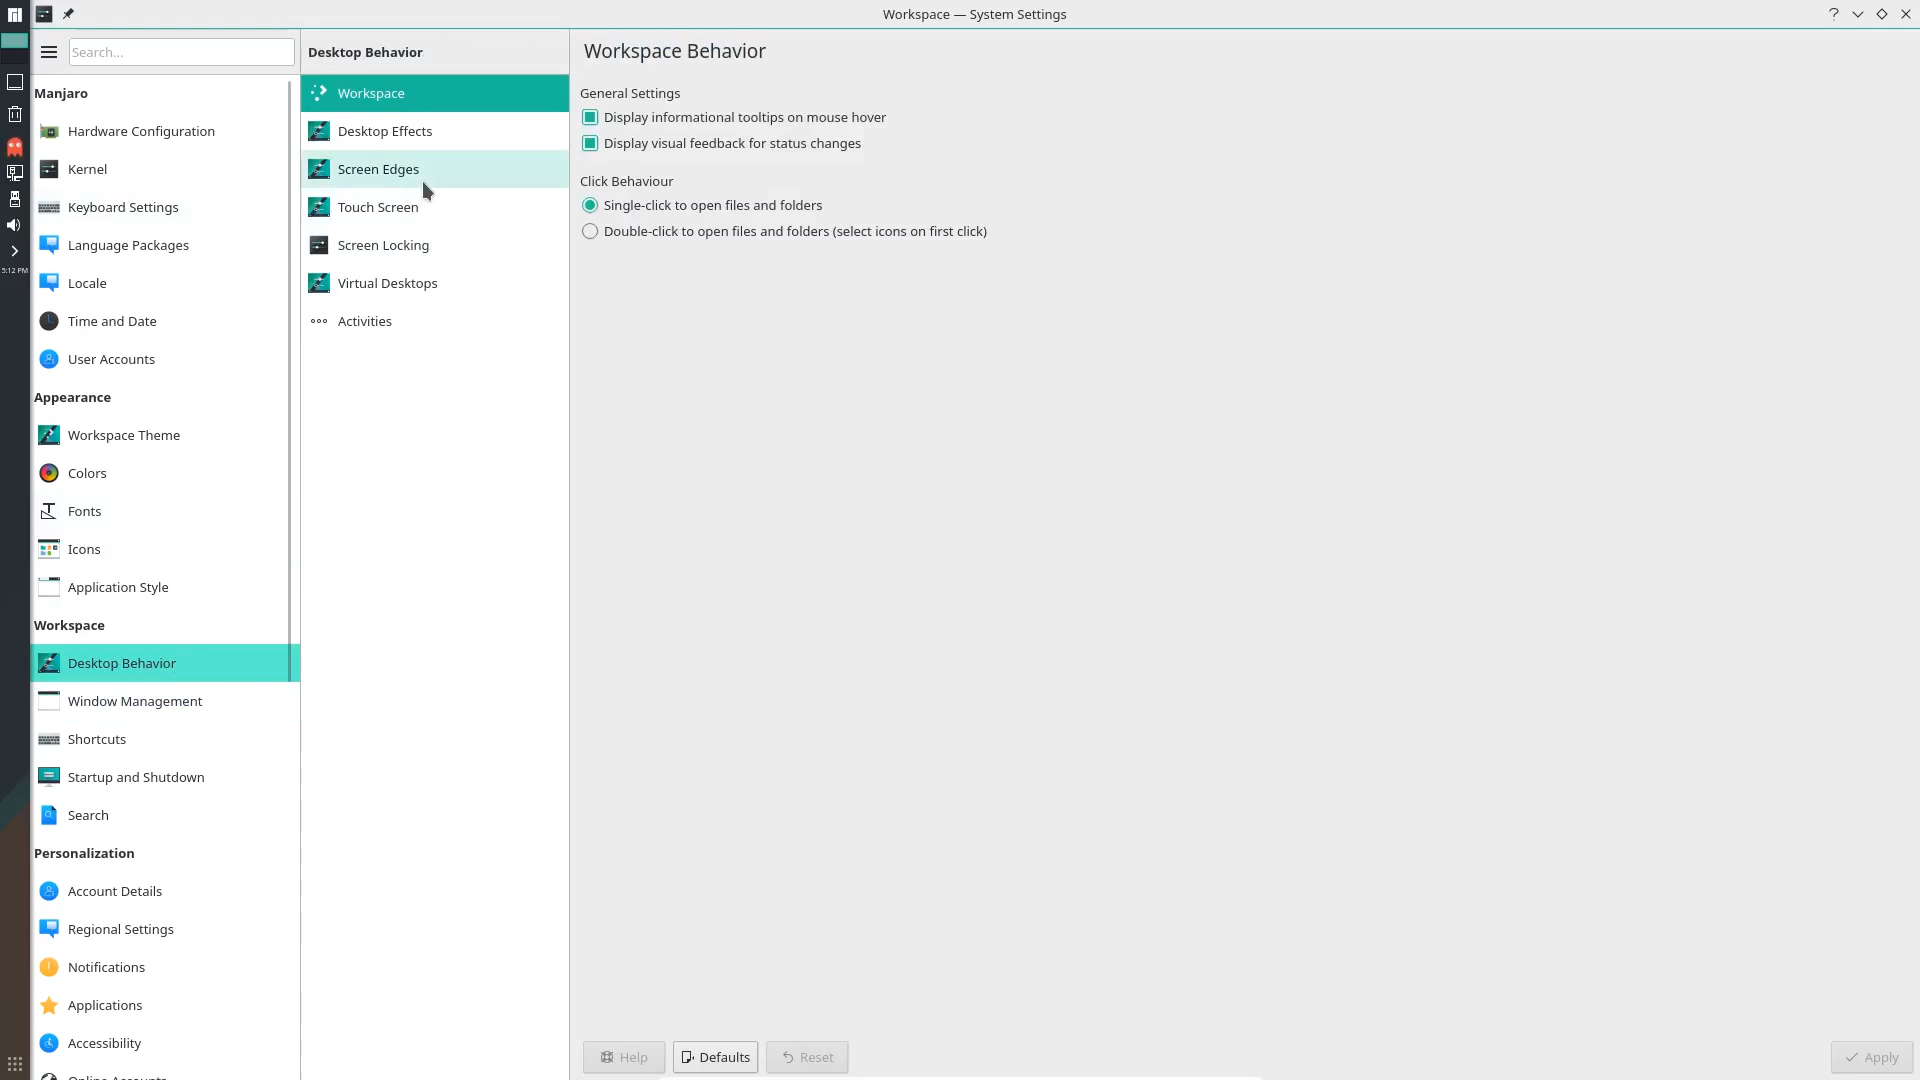 Workspace — System Settings
Search...
Manjaro
Hardware Configuration
Kernel
Keyboard Settings
Language Packages
Locale
Time and Date
User Accounts
Appearance
Workspace Theme
Colors
Fonts
Icons
Application Style
Workspace
Desktop Behavior
Window Management
Shortcuts
Startup and Shutdown
Search
Personalization
Account Details
Regional Settings
Notifications
Applications
Accessibility
Online Accounts
5:12 PM
Desktop Behavior
Workspace
Desktop Effects
Screen Edges
Touch Screen
Screen Locking
Virtual Desktops
Activities
Workspace Behavior
General Settings
Display informational tooltips on mouse hover
Display visual feedback for status changes
Click Behaviour
Single-click to open files and folders
Double-click to open files and folders (select icons on first click)
Help
Defaults
Reset
Apply